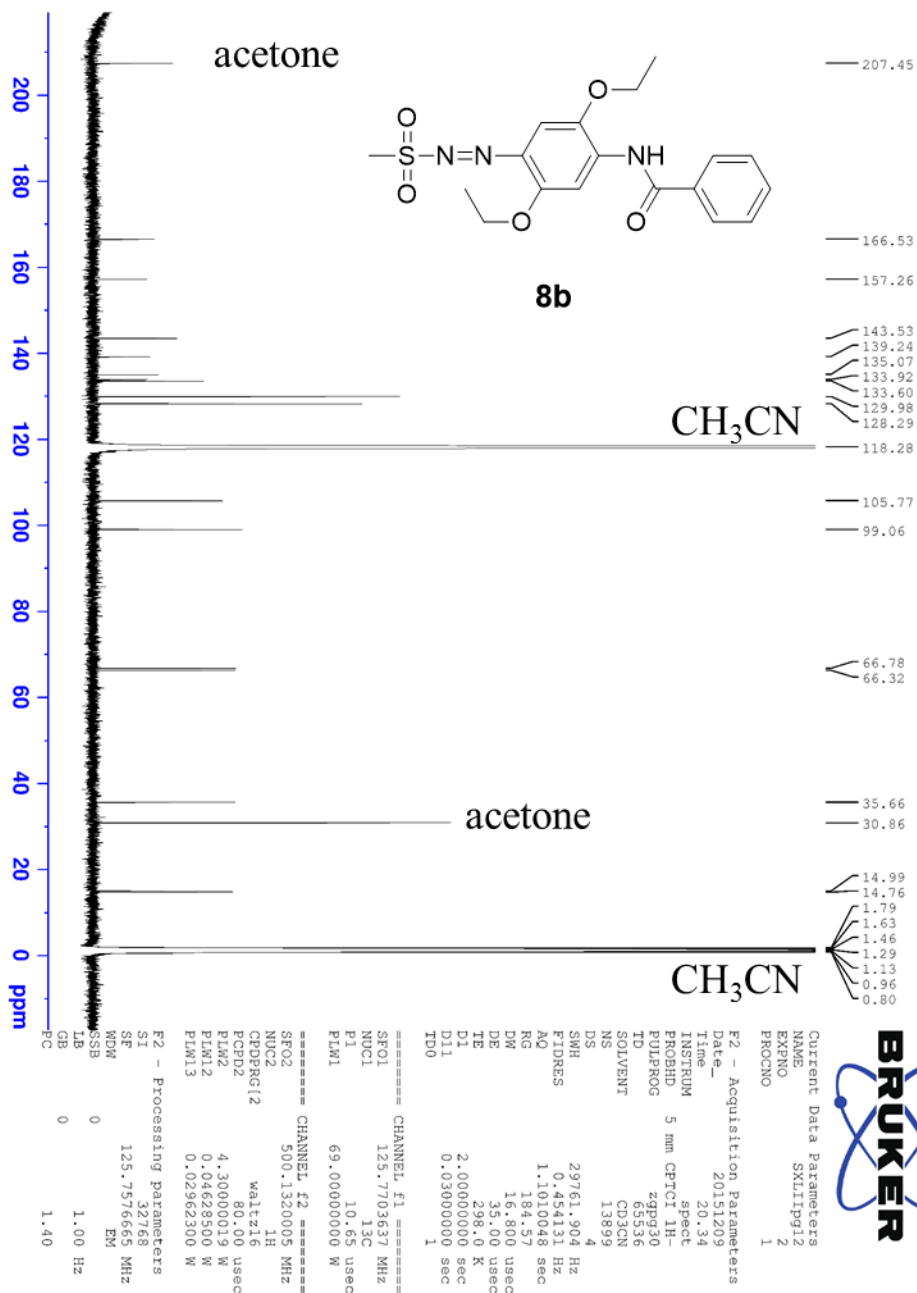 acetone
O
S
O
N=N
O
O
NH
O
8b
CH3CN
acetone
CH3CN
207.45
166.53
157.26
143.53
139.24
135.07
133.92
133.60
129.98
128.29
118.28
105.77
99.06
66.78
66.32
35.66
30.86
14.99
14.76
1.79
1.63
1.46
1.29
1.13
0.96
0.80
200
180
160
140
120
100
80
60
40
20
0 ppm
BRUKER
Current Data Parameters
NAME SXLIIpg12
EXPNO 2
PROCNO 1
F2 - Acquisition Parameters
Date_ 20151209
Time 20.34
INSTRUM spect
PROBHD 5 mm CPTCI 1H-
PULPROG zgpg30
TD 65536
SOLVENT CD3CN
NS 13899
DS 4
SWH 29761.904 Hz
FIDRES 0.454131 Hz
AQ 1.1010048 sec
RG 184.57
DW 16.800 usec
DE 35.00 usec
TE 298.0 K
D1 2.00000000 sec
D11 0.03000000 sec
TD0 1
======== CHANNEL f1 ========
SFO1 125.7703637 MHz
NUC1 13C
P1 10.65 usec
PLW1 69.00000000 W
======== CHANNEL f2 ========
SFO2 500.1320005 MHz
NUC2 1H
CPDPRG[2 waltz16
PCPD2 80.00 usec
PLW2 4.30000019 W
PLW12 0.04628500 W
PLW13 0.02962300 W
F2 - Processing parameters
SI 32768
SF 125.7576665 MHz
WDW EM
SSB 0
LB 1.00 Hz
GB 0
PC 1.40